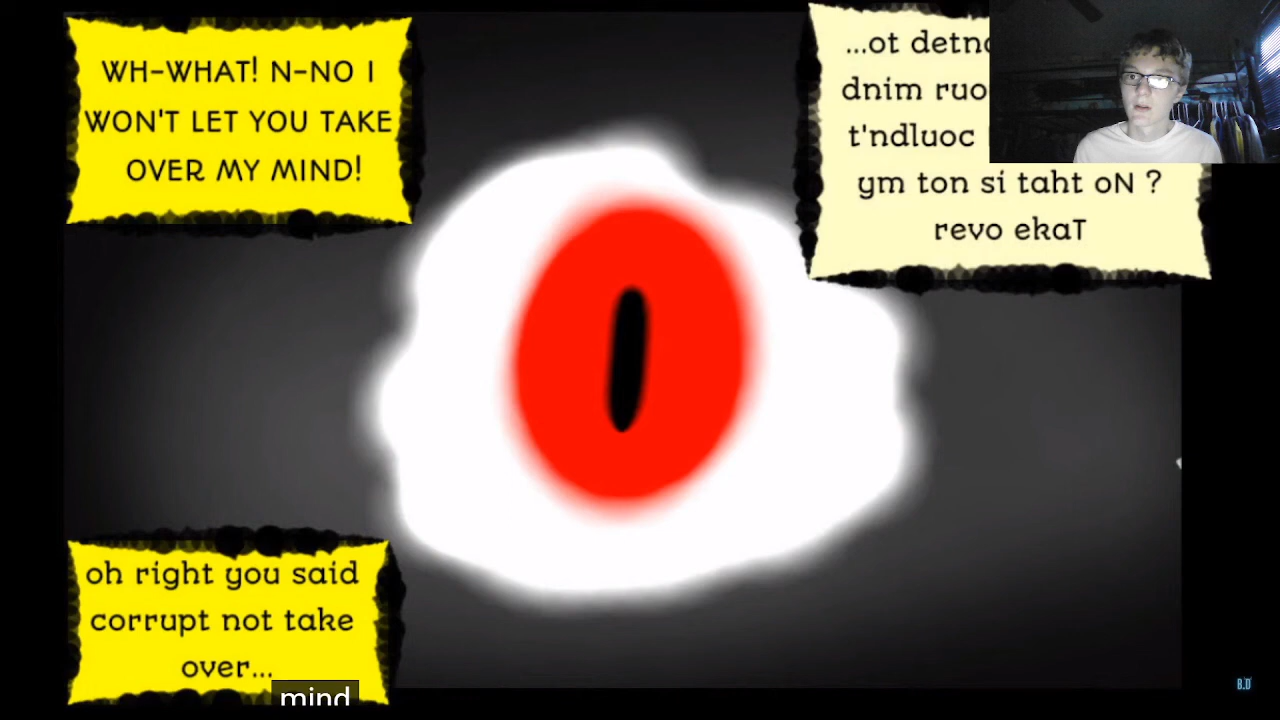 WH-WHAT! N-NO I
WON'T LET YOU TAKE
OVER MY MIND!
...ot
dnim ruo
t'ndluoc
ym ton si taht oN ?
revo ekaT
oh right you said
corrupt not take
over...
mind
B.D